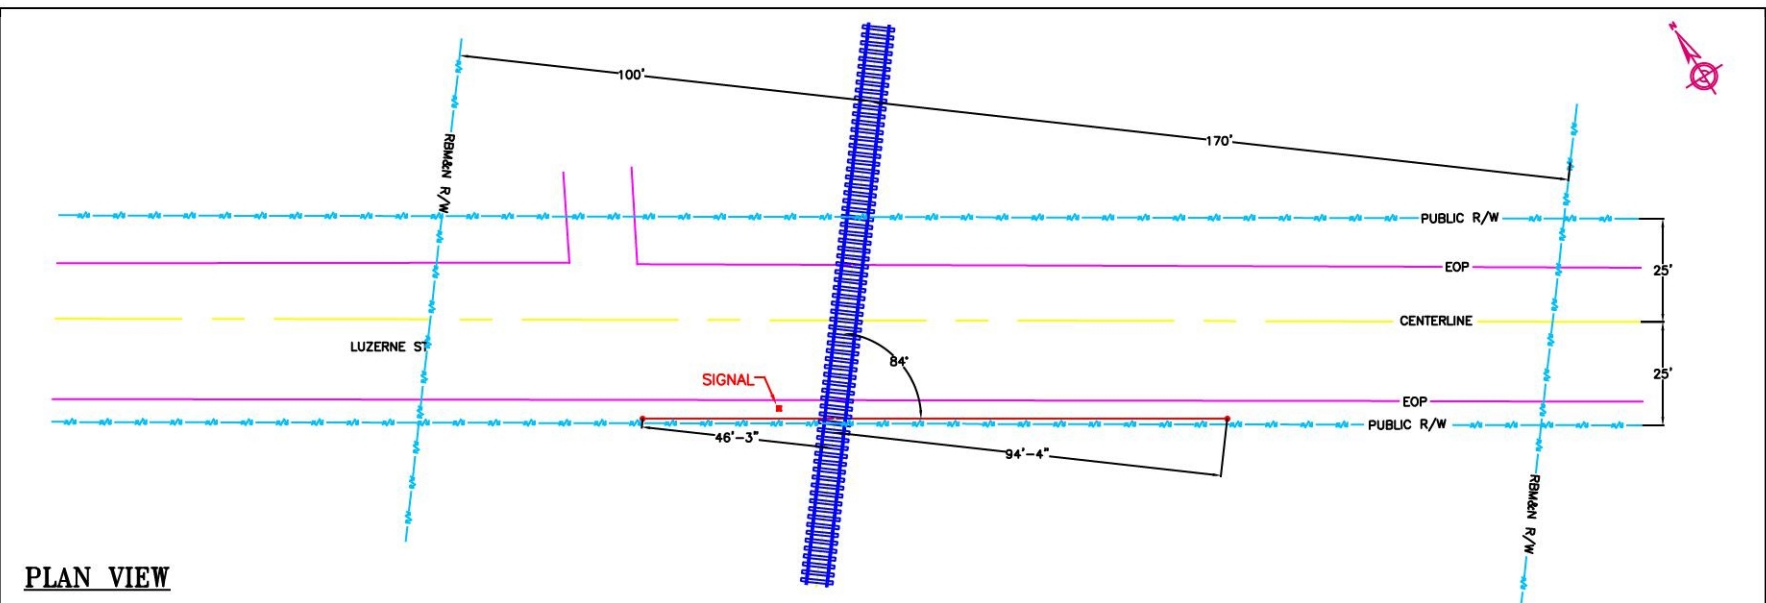 N
100'
170'
RBM&N R/W
PUBLIC R/W
EOP
25'
CENTERLINE
LUZERNE ST
84°
25'
SIGNAL
EOP
PUBLIC R/W
46'-3"
94'-4"
RBM&N R/W
PLAN VIEW